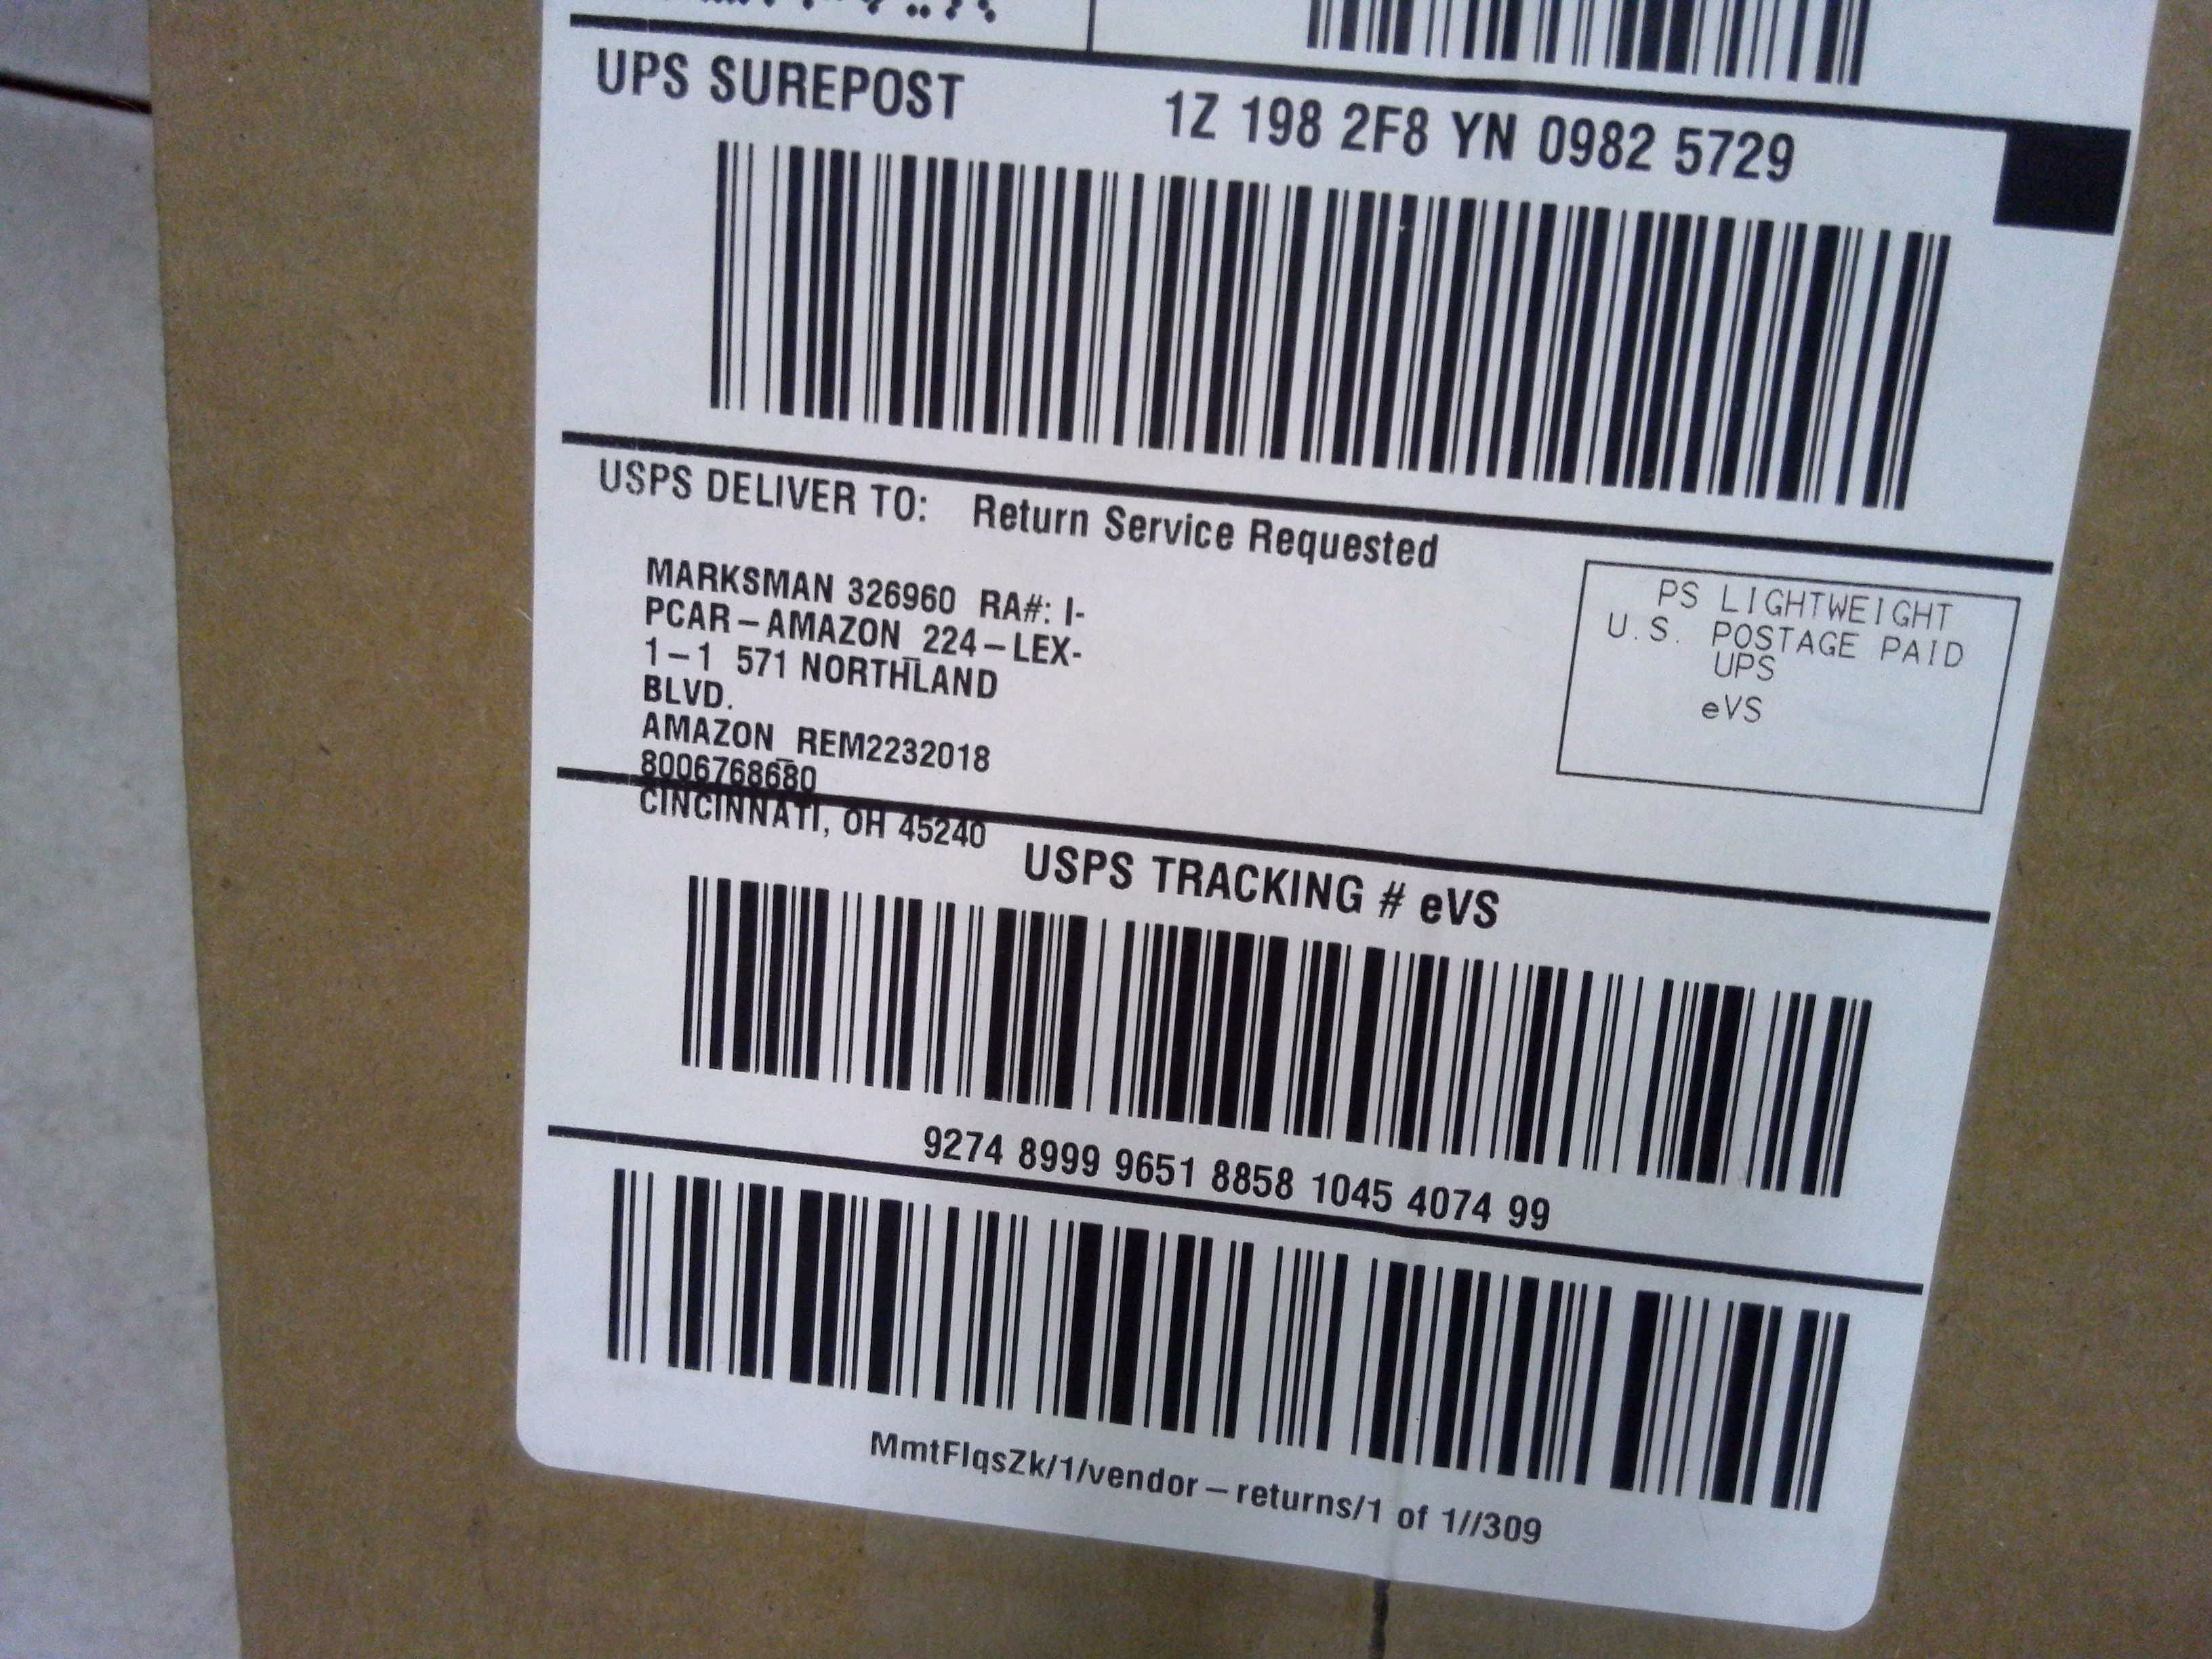 UPS SUREPOST
1Z 198 2F8 YN 0982 5729
USPS DELIVER TO: Return Service Requested
MARKSMAN 326960 RA#: I-
PCAR-AMAZON_224-LEX-
1-1 571 NORTHLAND
BLVD.
AMAZON_REM2232018
8006768680
CINCINNATI, OH 45240
PS LIGHTWEIGHT
U.S. POSTAGE PAID
UPS
eVS
USPS TRACKING # eVS
9274 8999 9651 8858 1045 4074 99
MmtFlqsZk/1/vendor-returns/1 of 1//309